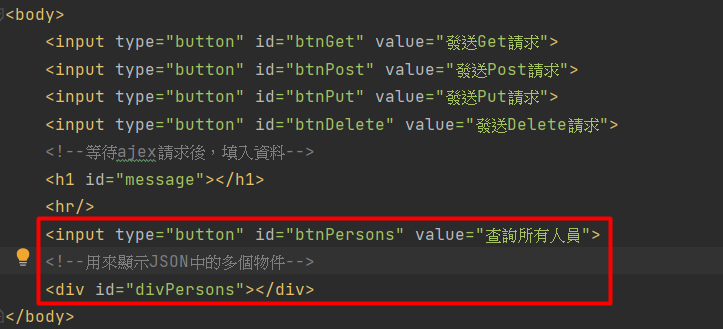 <body>
<input type="button" id="btnGet" value="發送Get請求">
<input type="button" id="btnPost" value="發送Post請求">
<input type="button" id="btnPut" value="發送Put請求">
<input type="button" id="btnDelete" value="發送Delete請求">
<!--等待ajex請求後，填入資料-->
<h1 id="message"></h1>
<hr/>
<input type="button" id="btnPersons" value="查詢所有人員">
<!--用來顯示JSON中的多個物件-->
<div id="divPersons"></div>
</body>